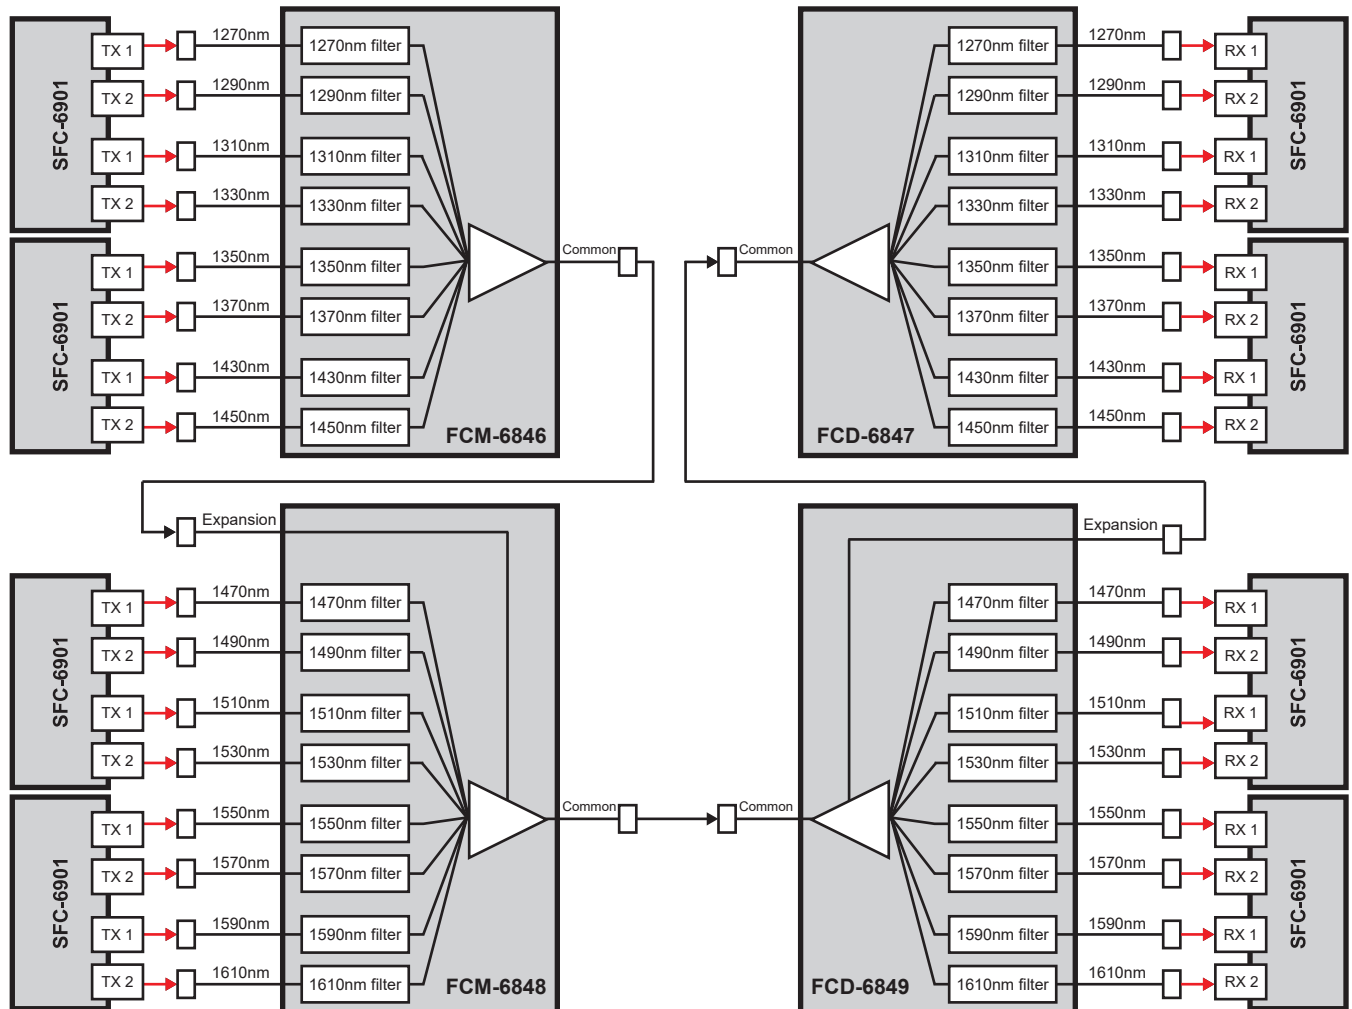 SFC-6901
TX 1
1270nm
1270nm filter
TX 2
1290nm
1290nm filter
TX 1
1310nm
1310nm filter
TX 2
1330nm
1330nm filter
SFC-6901
TX 1
1350nm
1350nm filter
TX 2
1370nm
1370nm filter
TX 1
1430nm
1430nm filter
TX 2
1450nm
1450nm filter
Common
FCM-6846
Common
FCD-6847
1270nm filter
1270nm
RX 1
1290nm filter
1290nm
RX 2
1310nm filter
1310nm
RX 1
1330nm filter
1330nm
RX 2
SFC-6901
1350nm filter
1350nm
RX 1
1370nm filter
1370nm
RX 2
1430nm filter
1430nm
RX 1
1450nm filter
1450nm
RX 2
SFC-6901
Expansion
SFC-6901
TX 1
1470nm
1470nm filter
TX 2
1490nm
1490nm filter
TX 1
1510nm
1510nm filter
TX 2
1530nm
1530nm filter
SFC-6901
TX 1
1550nm
1550nm filter
TX 2
1570nm
1570nm filter
TX 1
1590nm
1590nm filter
TX 2
1610nm
1610nm filter
Common
FCM-6848
Expansion
Common
FCD-6849
1470nm filter
1470nm
RX 1
1490nm filter
1490nm
RX 2
1510nm filter
1510nm
RX 1
1530nm filter
1530nm
RX 2
SFC-6901
1550nm filter
1550nm
RX 1
1570nm filter
1570nm
RX 2
1590nm filter
1590nm
RX 1
1610nm filter
1610nm
RX 2
SFC-6901